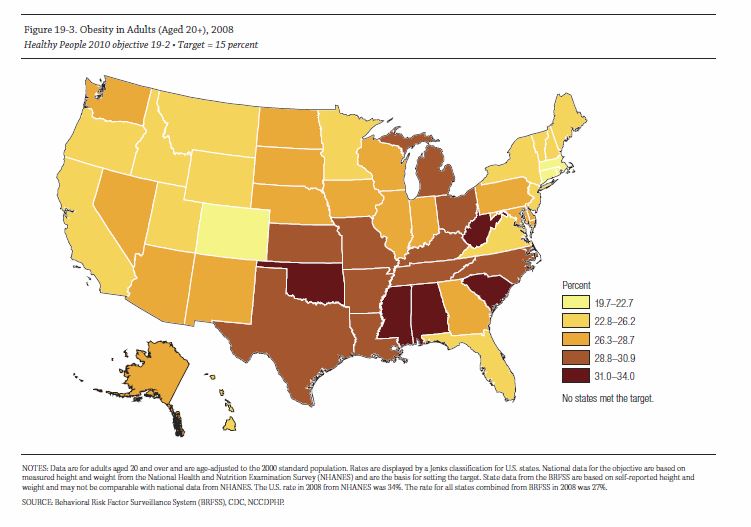 Figure 19-3. Obesity in Adults (Aged 20+), 2008
Healthy People 2010 objective 19-2 • Target = 15 percent
Percent
19.7–22.7
22.8–26.2
26.3–28.7
28.8–30.9
31.0–34.0
No states met the target.
NOTES: Data are for adults aged 20 and over and are age-adjusted to the 2000 standard population. Rates are displayed by a Jenks classification for U.S. states. National data for the objective are based on
measured height and weight from the National Health and Nutrition Examination Survey (NHANES) and are the basis for setting the target. State data from the BRFSS are based on self-reported height and
weight and may not be comparable with national data from NHANES. The U.S. rate in 2008 from NHANES was 34%. The rate for all states combined from BRFSS in 2008 was 27%.
SOURCE: Behavioral Risk Factor Surveillance System (BRFSS), CDC, NCCDPHP.